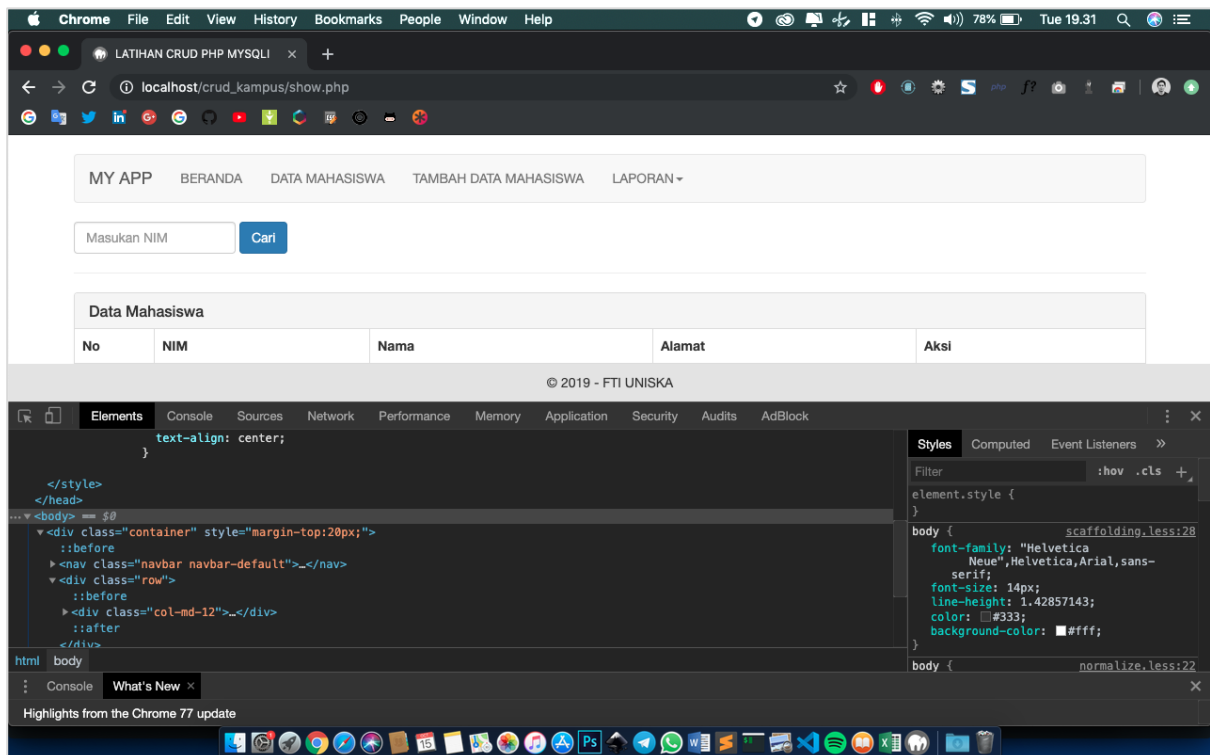 Chrome File Edit View History Bookmarks People Window Help 78% Tue 19.31
LATIHAN CRUD PHP MYSQLI
localhost/crud_kampus/show.php
MY APP BERANDA DATA MAHASISWA TAMBAH DATA MAHASISWA LAPORAN
Masukan NIM Cari
Data Mahasiswa
No NIM Nama Alamat Aksi
© 2019 - FTI UNISKA
Elements Console Sources Network Performance Memory Application Security Audits AdBlock
text-align: center;
}
</style>
</head>
...▼<body> == $0
▼<div class="container" style="margin-top:20px;">
::before
▶<nav class="navbar navbar-default">…</nav>
▼<div class="row">
::before
▶<div class="col-md-12">…</div>
::after
</div>
html body
Styles Computed Event Listeners »
Filter :hov .cls +
element.style {
}
body { scaffolding.less:28
font-family: "Helvetica
Neue",Helvetica,Arial,sans-
serif;
font-size: 14px;
line-height: 1.42857143;
color: #333;
background-color: #fff;
}
body { normalize.less:22
Console What's New ×
Highlights from the Chrome 77 update